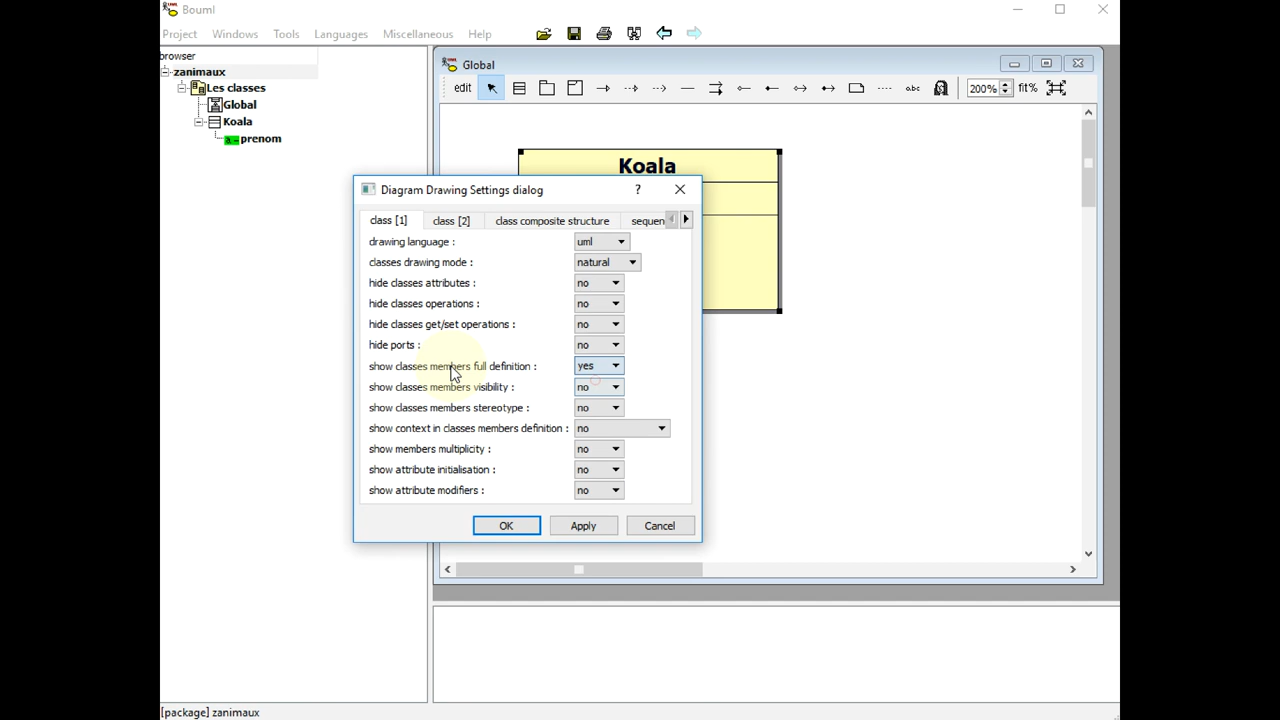 Bouml
Project Windows Tools Languages Miscellaneous Help
browser
zanimaux
Les classes
Global
Koala
prenom
Global
edit abc 200% fit%
Koala
Diagram Drawing Settings dialog ?
class [1] class [2] class composite structure sequen
drawing language : uml
classes drawing mode : natural
hide classes attributes : no
hide classes operations : no
hide classes get/set operations : no
hide ports : no
show classes members full definition : yes
show classes members visibility : no
show classes members stereotype : no
show context in classes members definition : no
show members multiplicity : no
show attribute initialisation : no
show attribute modifiers : no
OK Apply Cancel
[package] zanimaux